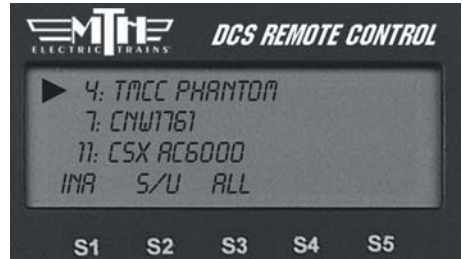 MTH
ELECTRIC TRAINS
DCS REMOTE CONTROL
4: TMCC PHANTOM
7: CNW1761
11: CSX AC6000
INA S/U ALL
S1 S2 S3 S4 S5